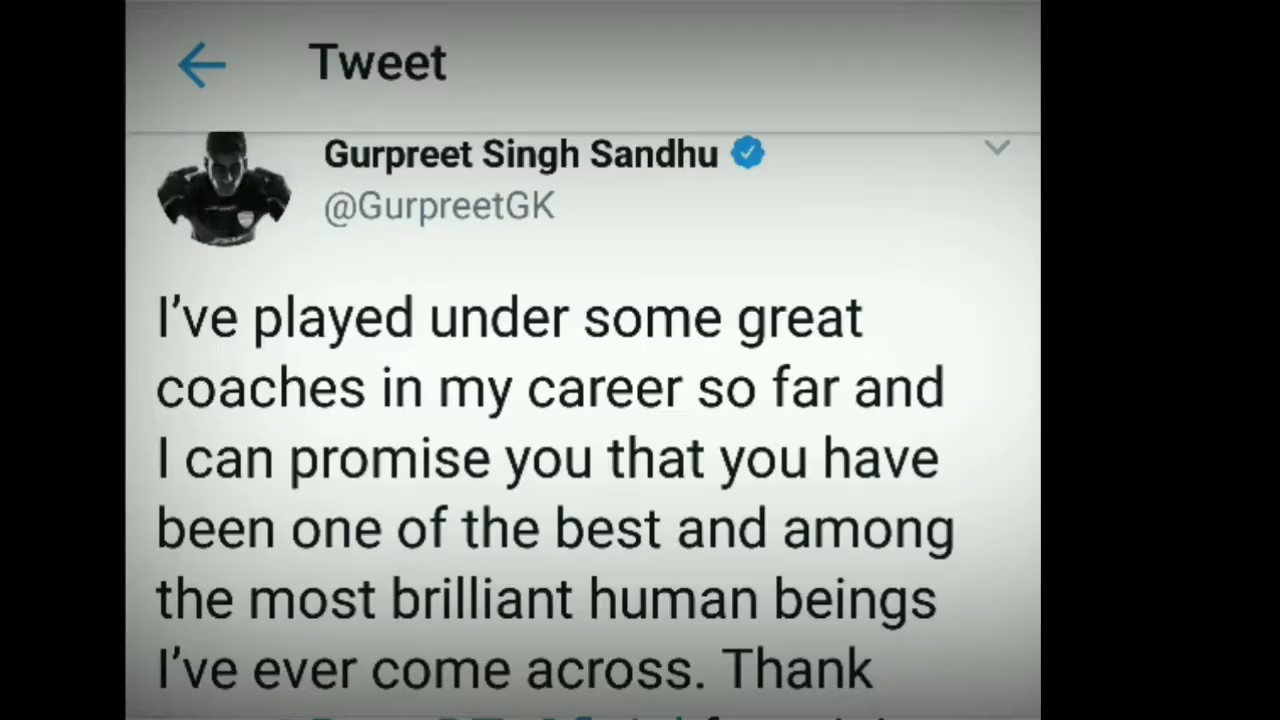 Tweet
Gurpreet Singh Sandhu
@GurpreetGK
I've played under some great
coaches in my career so far and
I can promise you that you have
been one of the best and among
the most brilliant human beings
I've ever come across. Thank